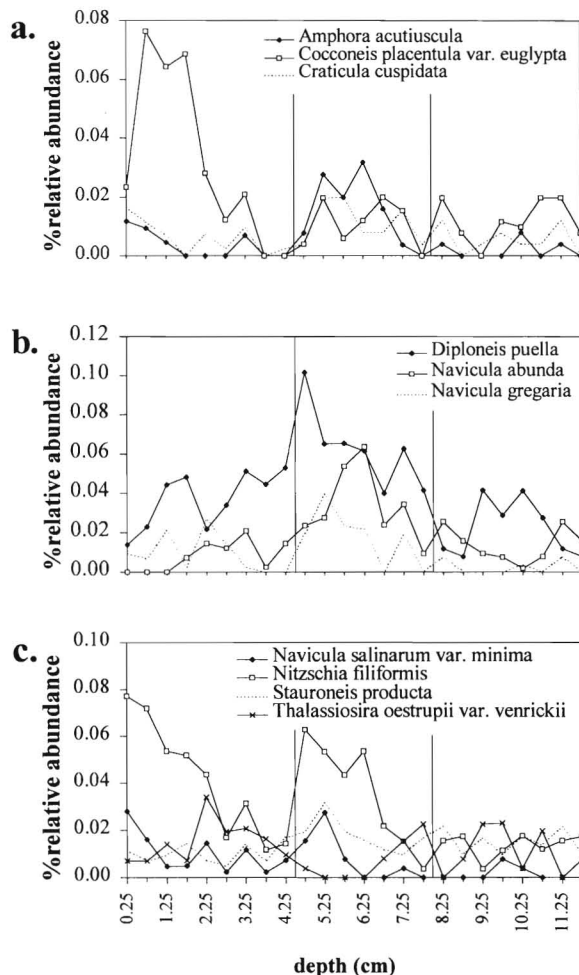 a.
%relative abundance
0.08
0.06
0.04
0.02
0.00
Amphora acutiuscula
Cocconeis placentula var. euglypta
Craticula cuspidata
b.
%relative abundance
0.12
0.10
0.08
0.06
0.04
0.02
0.00
Diploneis puella
Navicula abunda
Navicula gregaria
c.
%relative abundance
0.10
0.08
0.06
0.04
0.02
0.00
Navicula salinarum var. minima
Nitzschia filiformis
Stauroneis producta
Thalassiosira oestrupii var. venrickii
0.25
1.25
2.25
3.25
4.25
5.25
6.25
7.25
8.25
9.25
10.25
11.25
depth (cm)